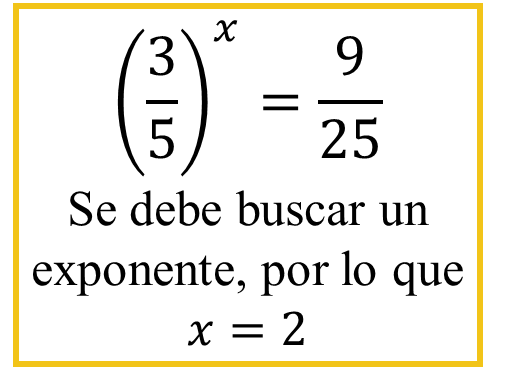 (3/5)^x = 9/25
Se debe buscar un
exponente, por lo que
x = 2